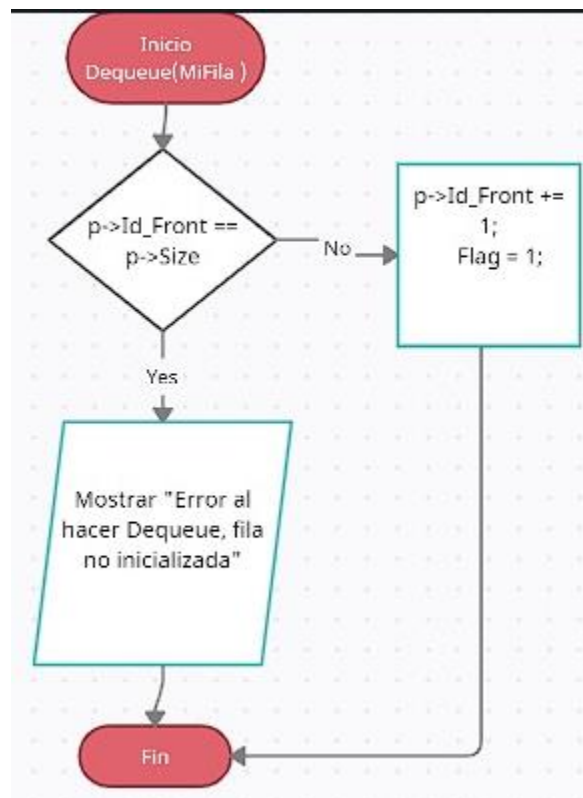 Inicio
Dequeue(MiFila )
p->Id_Front ==
p->Size
No
p->Id_Front +=
1;
Flag = 1;
Yes
Mostrar "Error al
hacer Dequeue, fila
no inicializada"
Fin